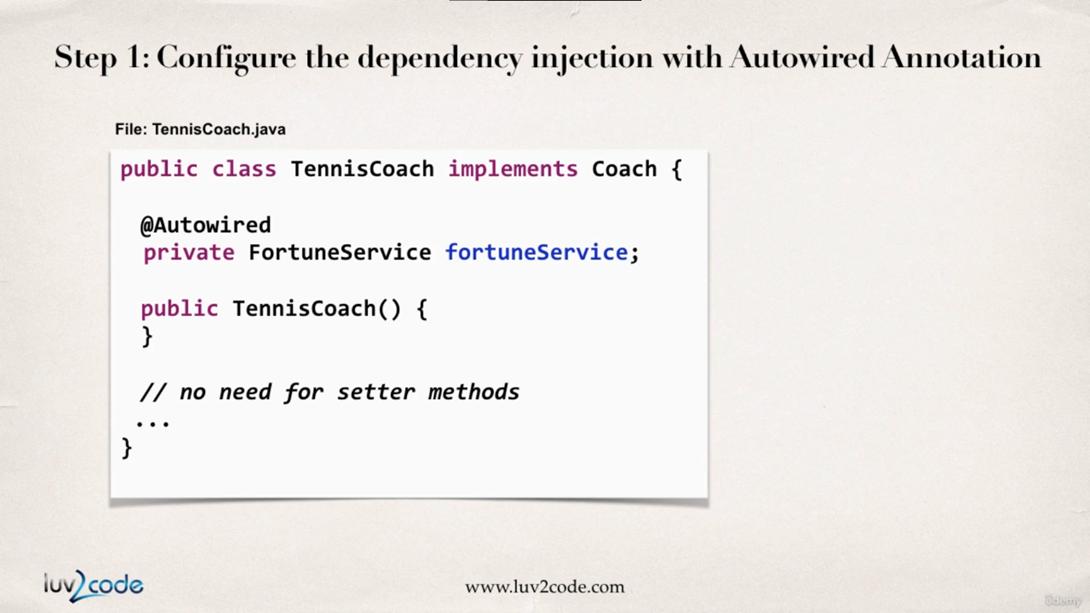 Step 1: Configure the dependency injection with Autowired Annotation
File: TennisCoach.java
public class TennisCoach implements Coach {
@Autowired
private FortuneService fortuneService;
public TennisCoach() {
}
// no need for setter methods
...
}
luv2code
www.luv2code.com
Udemy